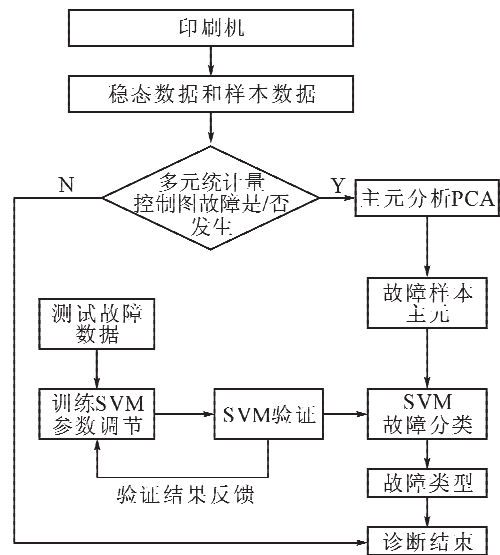 印刷机
稳态数据和样本数据
多元统计量
控制图故障是/否
发生
N
Y
主元分析PCA
故障样本
主元
测试故障
数据
训练SVM
参数调节
SVM验证
SVM
故障分类
验证结果反馈
故障类型
诊断结束